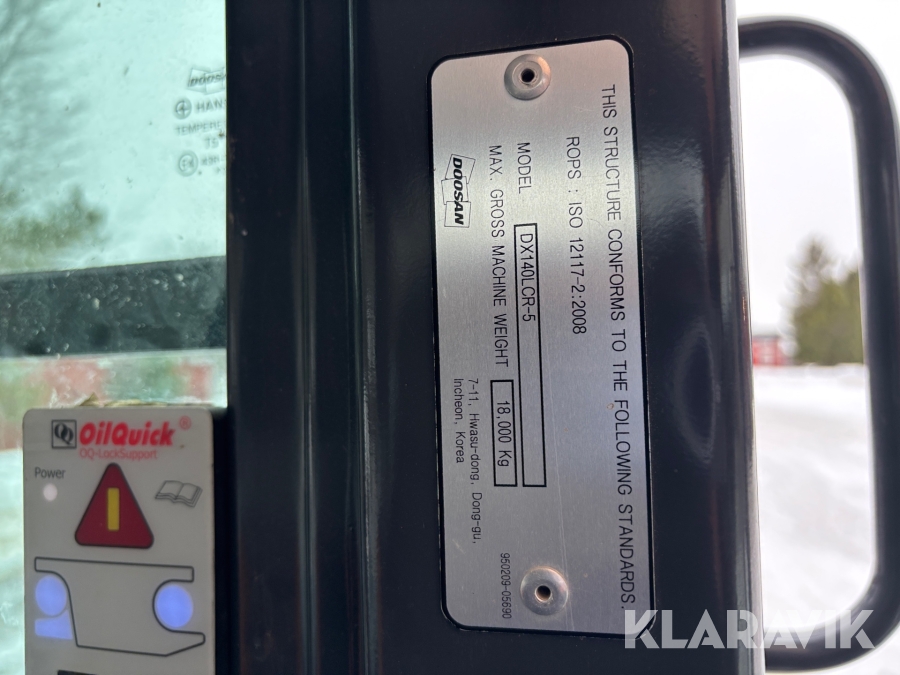 THIS STRUCTURE CONFORMS TO THE FOLLOWING STANDARDS.
ROPS : ISO 12117-2:2008
MODEL DX140LCR-5
MAX. GROSS MACHINE WEIGHT 18,000 Kg
DOOSAN
7-11, Hwasu-dong, Dong-gu,
Incheon, Korea
950209-05690
DOOSAN
OilQuick®
OQ-LockSupport
Power
KLARAVIK